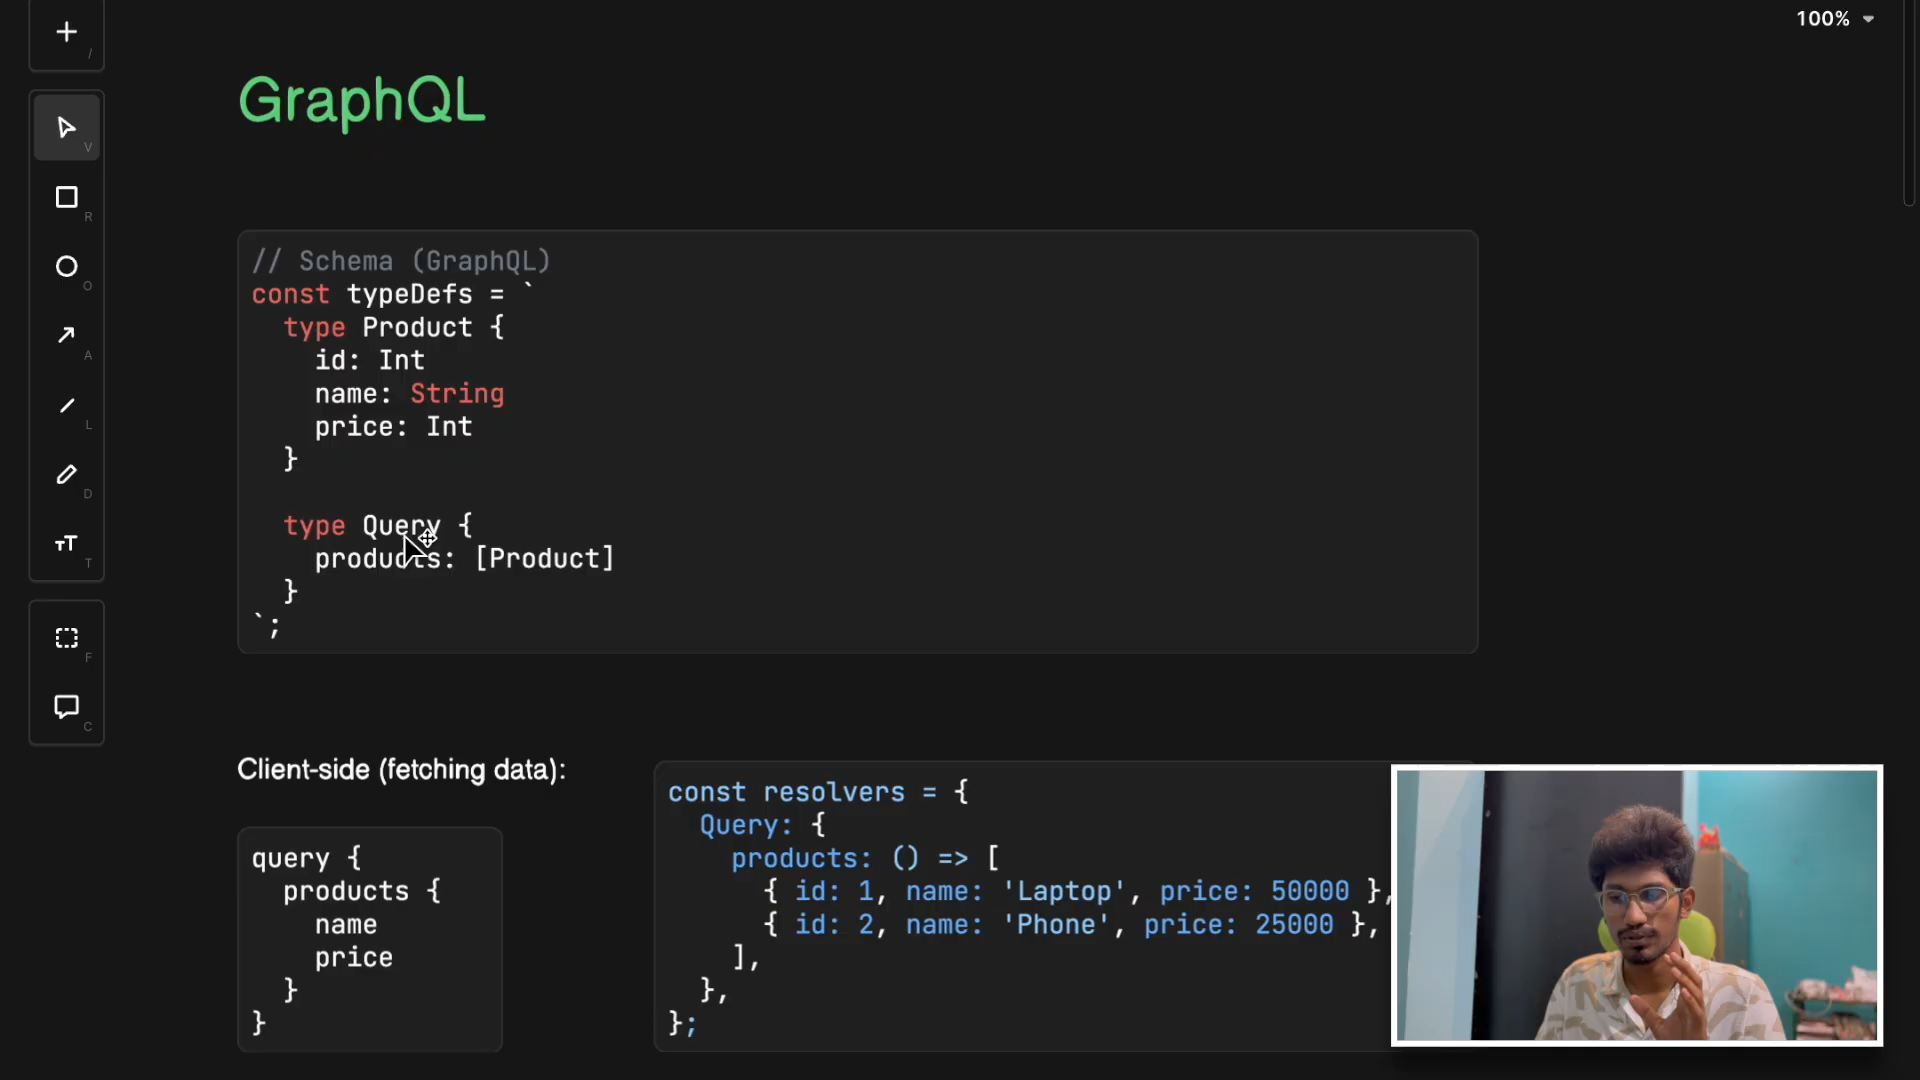 100%
/
V
R
O
A
L
D
T
F
C
GraphQL
// Schema (GraphQL)
const typeDefs = `
type Product {
id: Int
name: String
price: Int
}
type Query {
products: [Product]
}
`;
Client-side (fetching data):
query {
products {
name
price
}
}
const resolvers = {
Query: {
products: () => [
{ id: 1, name: 'Laptop', price: 50000 },
{ id: 2, name: 'Phone', price: 25000 },
],
},
};